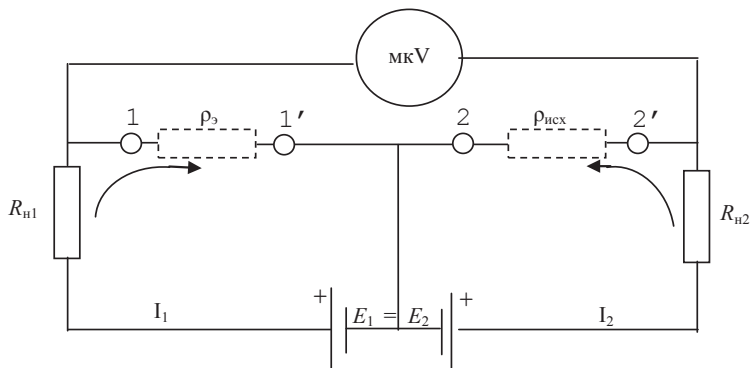 мкV
1 ρэ 1′ 2 ρисх 2′
Rн1 Rн2
I1 + E1 = E2 + I2